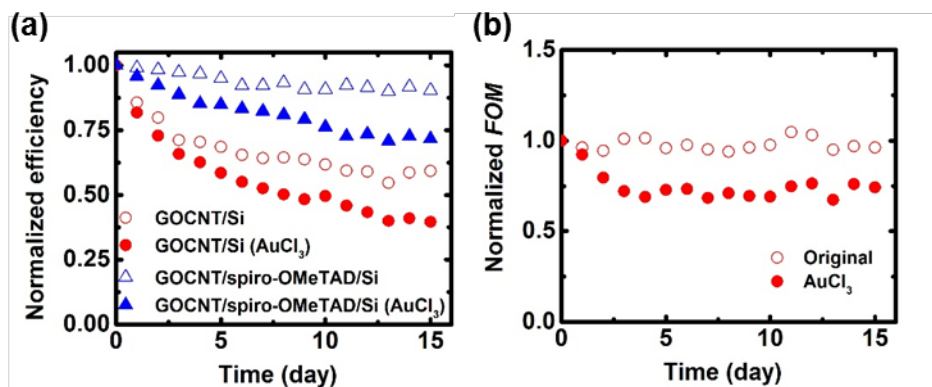 (a)
Normalized efficiency
1.00
0.75
0.50
0.25
0.00
GOCNT/Si
GOCNT/Si (AuCl₃)
GOCNT/spiro-OMeTAD/Si
GOCNT/spiro-OMeTAD/Si (AuCl₃)
0 5 10 15
Time (day)
(b)
Normalized FOM
1.5
1.0
0.5
0.0
Original
AuCl₃
0 5 10 15
Time (day)